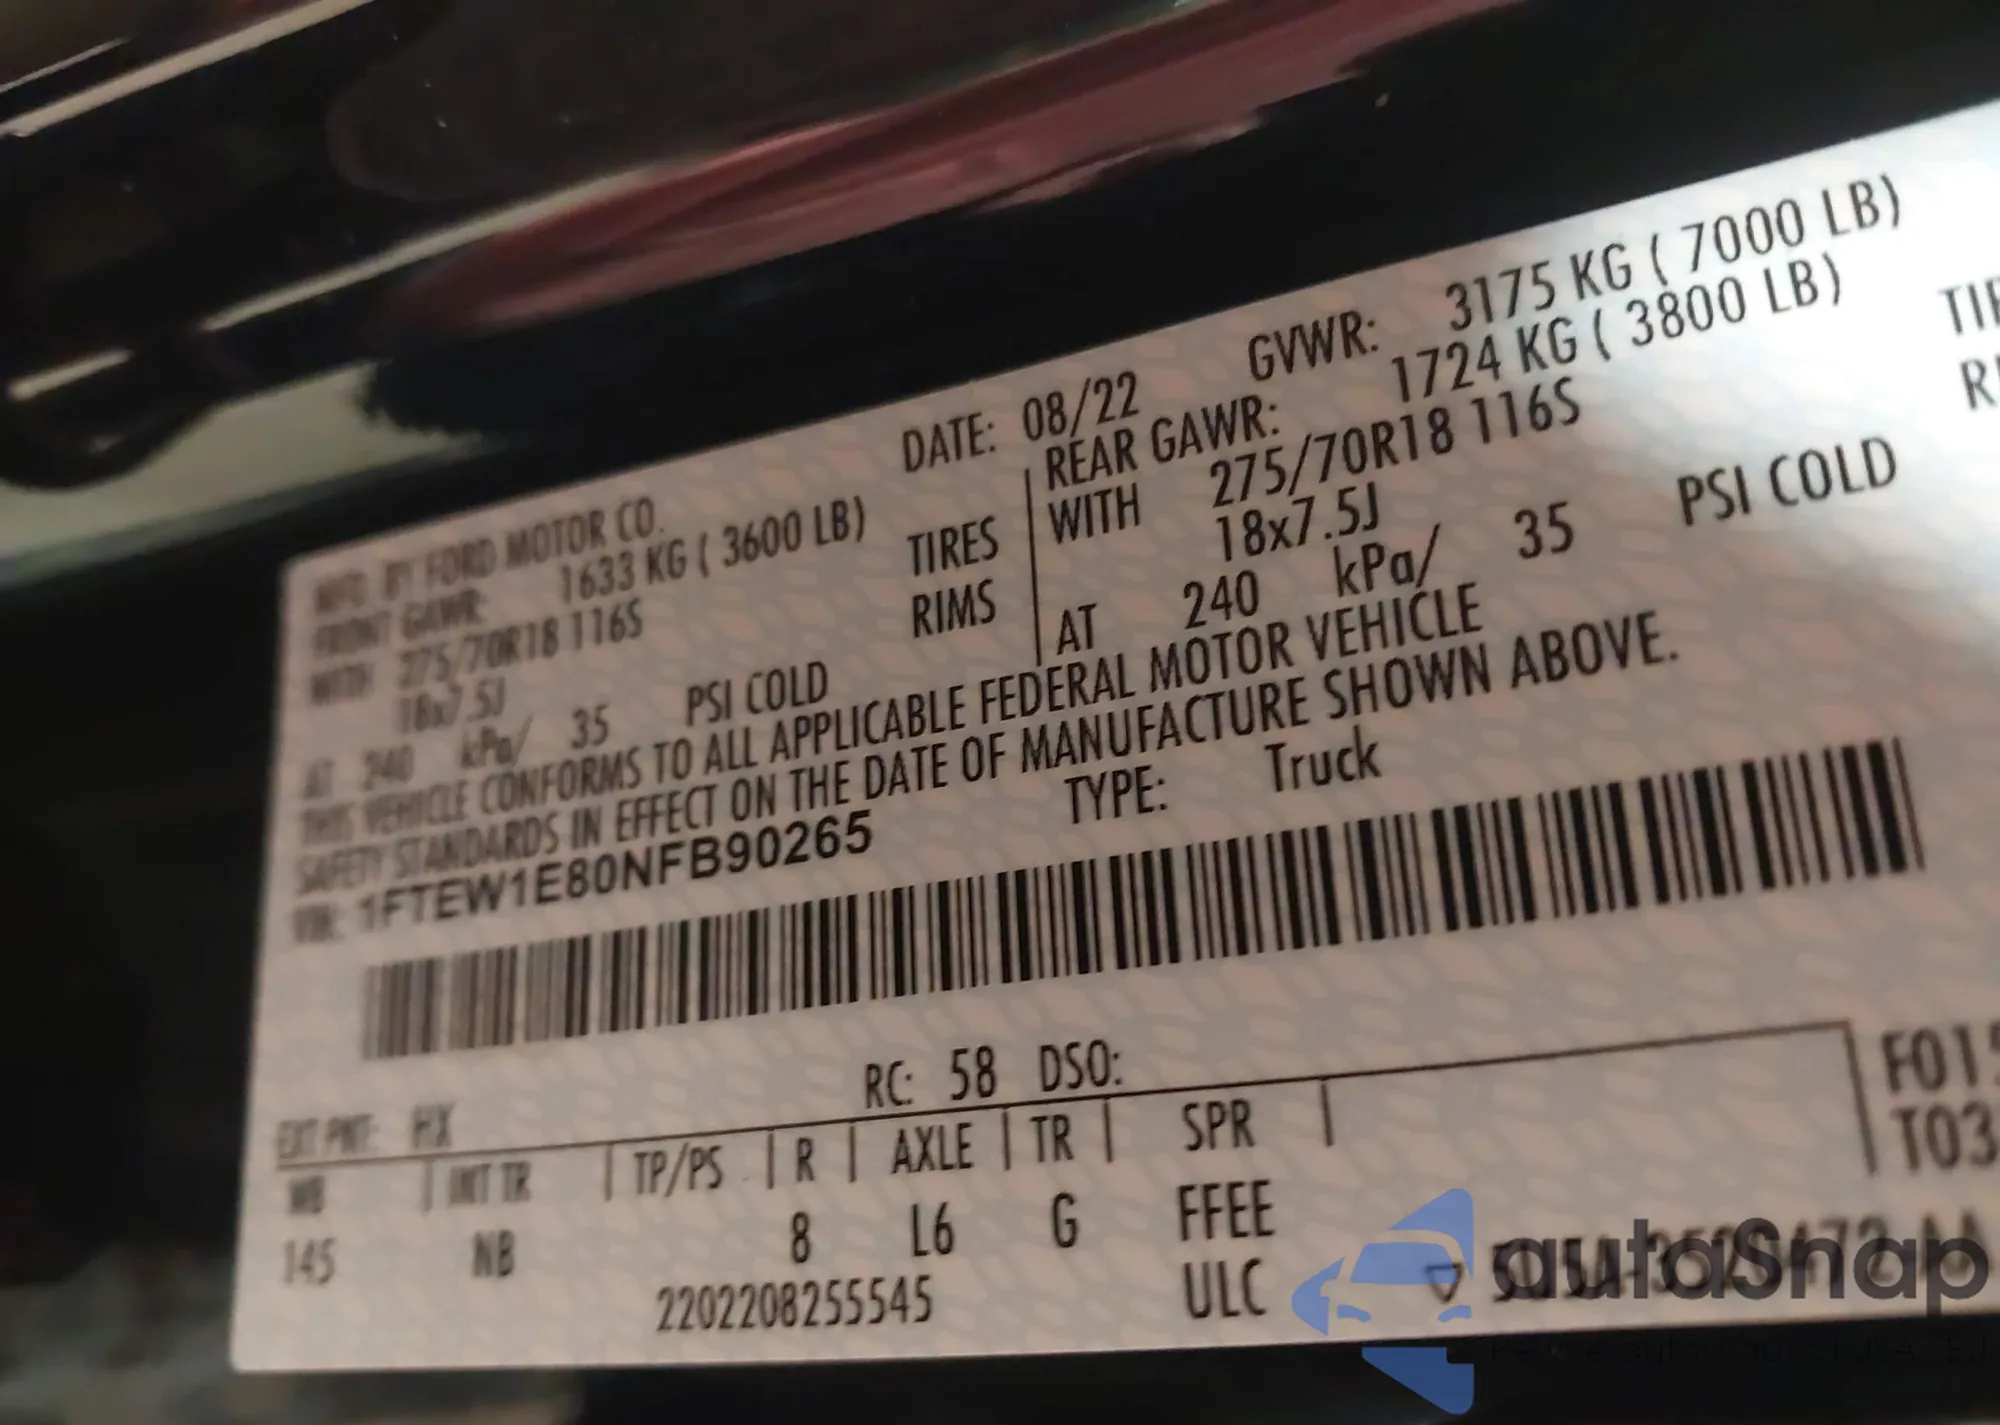 MFD. BY FORD MOTOR CO. DATE: 08/22 GVWR: 3175 KG ( 7000 LB)
FRONT GAWR: 1633 KG ( 3600 LB) REAR GAWR: 1724 KG ( 3800 LB)
WITH 275/70R18 116S TIRES WITH 275/70R18 116S TI
18x7.5J RIMS 18x7.5J R
AT 240 kPa/ 35 PSI COLD AT 240 kPa/ 35 PSI COLD
THIS VEHICLE CONFORMS TO ALL APPLICABLE FEDERAL MOTOR VEHICLE
SAFETY STANDARDS IN EFFECT ON THE DATE OF MANUFACTURE SHOWN ABOVE.
VIN: 1FTEW1E80NFB90265 TYPE: Truck
EXT PNT: HX RC: 58 DSO:
WB INT TR TP/PS R AXLE TR SPR
145 NB 8 L6 G FFEE
2202208255545 ULC
F015
T03
autoSnap